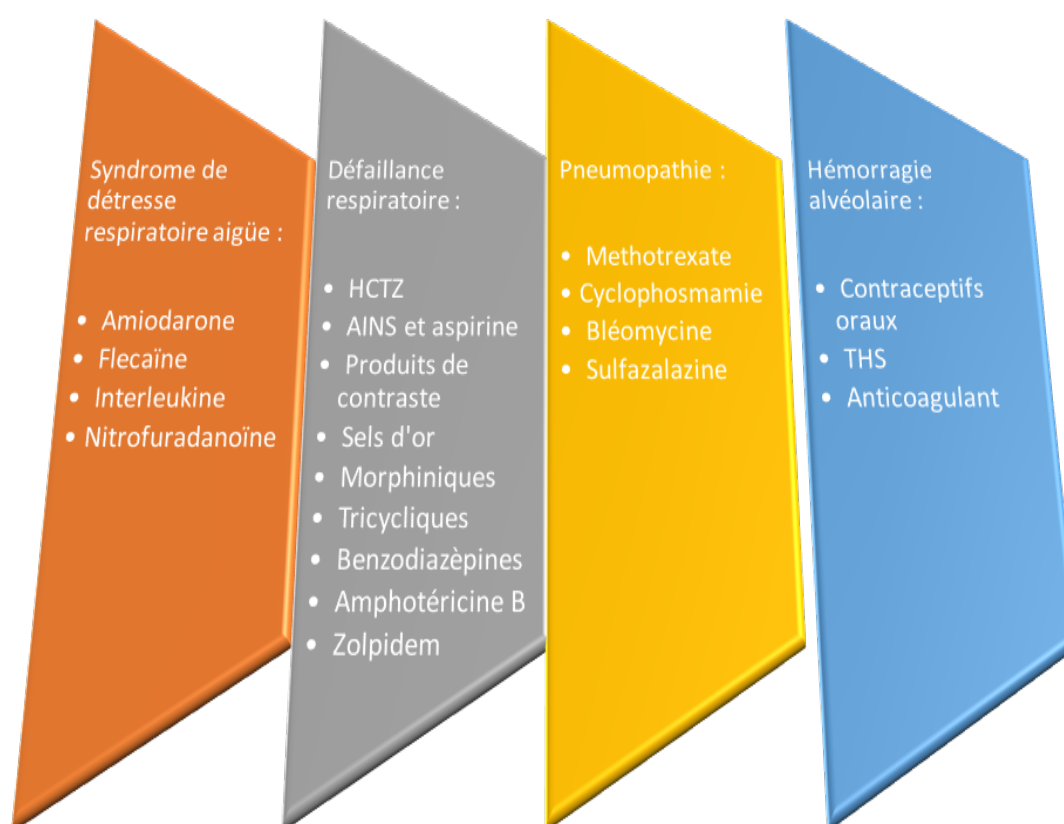 Syndrome de
détresse
respiratoire aigüe :
• Amiodarone
• Flecaïne
• Interleukine
• Nitrofuradanoïne
Défaillance
respiratoire :
• HCTZ
• AINS et aspirine
• Produits de
contraste
• Sels d'or
• Morphiniques
• Tricycliques
• Benzodiazèpines
• Amphotéricine B
• Zolpidem
Pneumopathie :
• Methotrexate
• Cyclophosmamie
• Bléomycine
• Sulfazalazine
Hémorragie
alvéolaire :
• Contraceptifs
oraux
• THS
• Anticoagulant